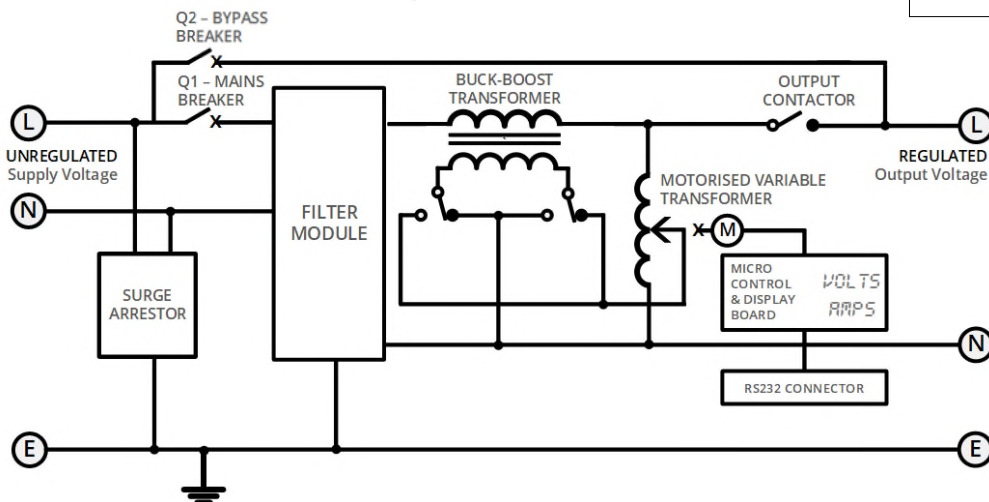 Q2 – BYPASS
BREAKER
Q1 – MAINS
BREAKER
BUCK-BOOST
TRANSFORMER
OUTPUT
CONTACTOR
L
L
UNREGULATED
Supply Voltage
REGULATED
Output Voltage
MOTORISED VARIABLE
TRANSFORMER
N
FILTER
MODULE
X
M
MICRO
CONTROL
& DISPLAY
BOARD
VOLTS
AMPS
SURGE
ARRESTOR
N
RS232 CONNECTOR
E
E